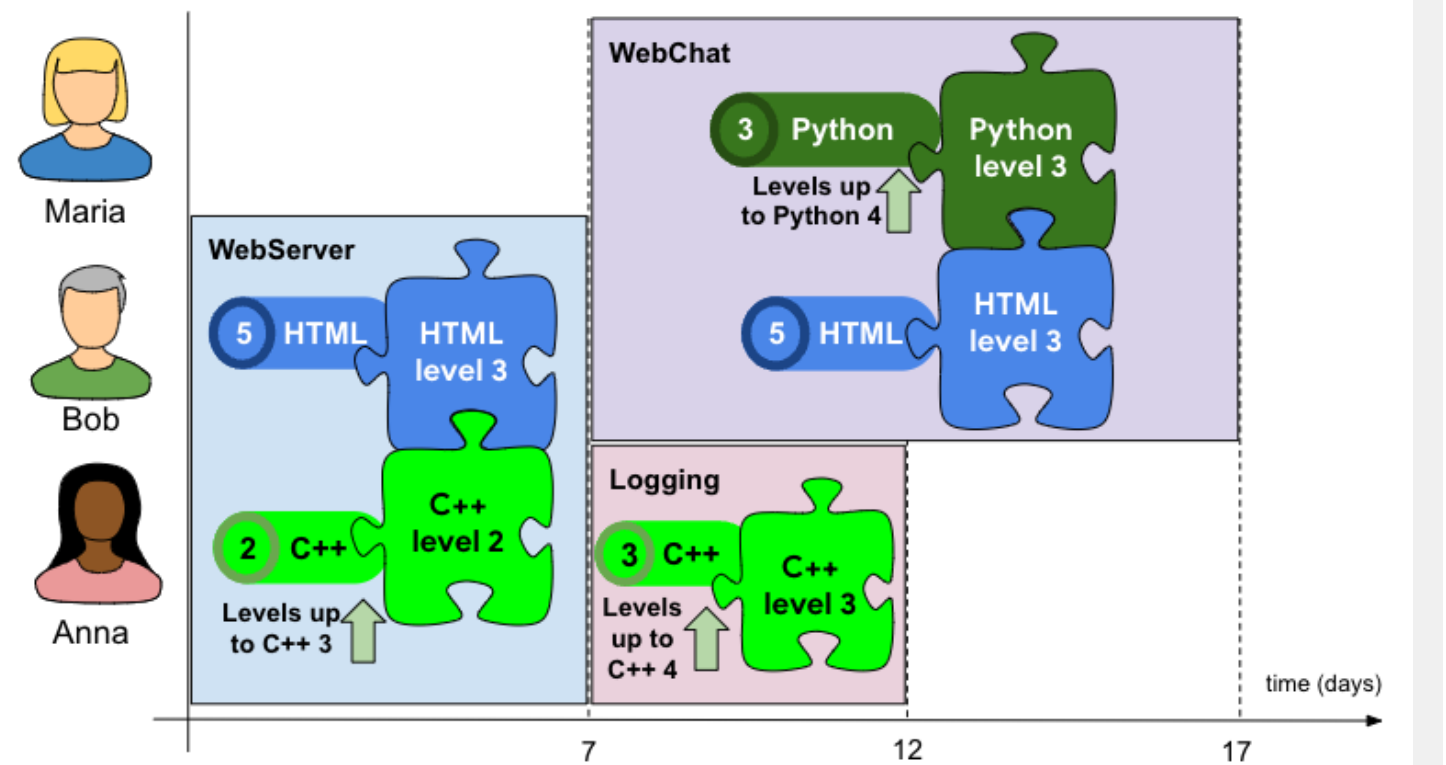 Maria
Bob
Anna
WebServer
5 HTML
HTML
level 3
2 C++
C++
level 2
Levels up
to C++ 3
WebChat
3 Python
Python
level 3
Levels up
to Python 4
5 HTML
HTML
level 3
Logging
3 C++
C++
level 3
Levels
up to
C++ 4
time (days)
7
12
17